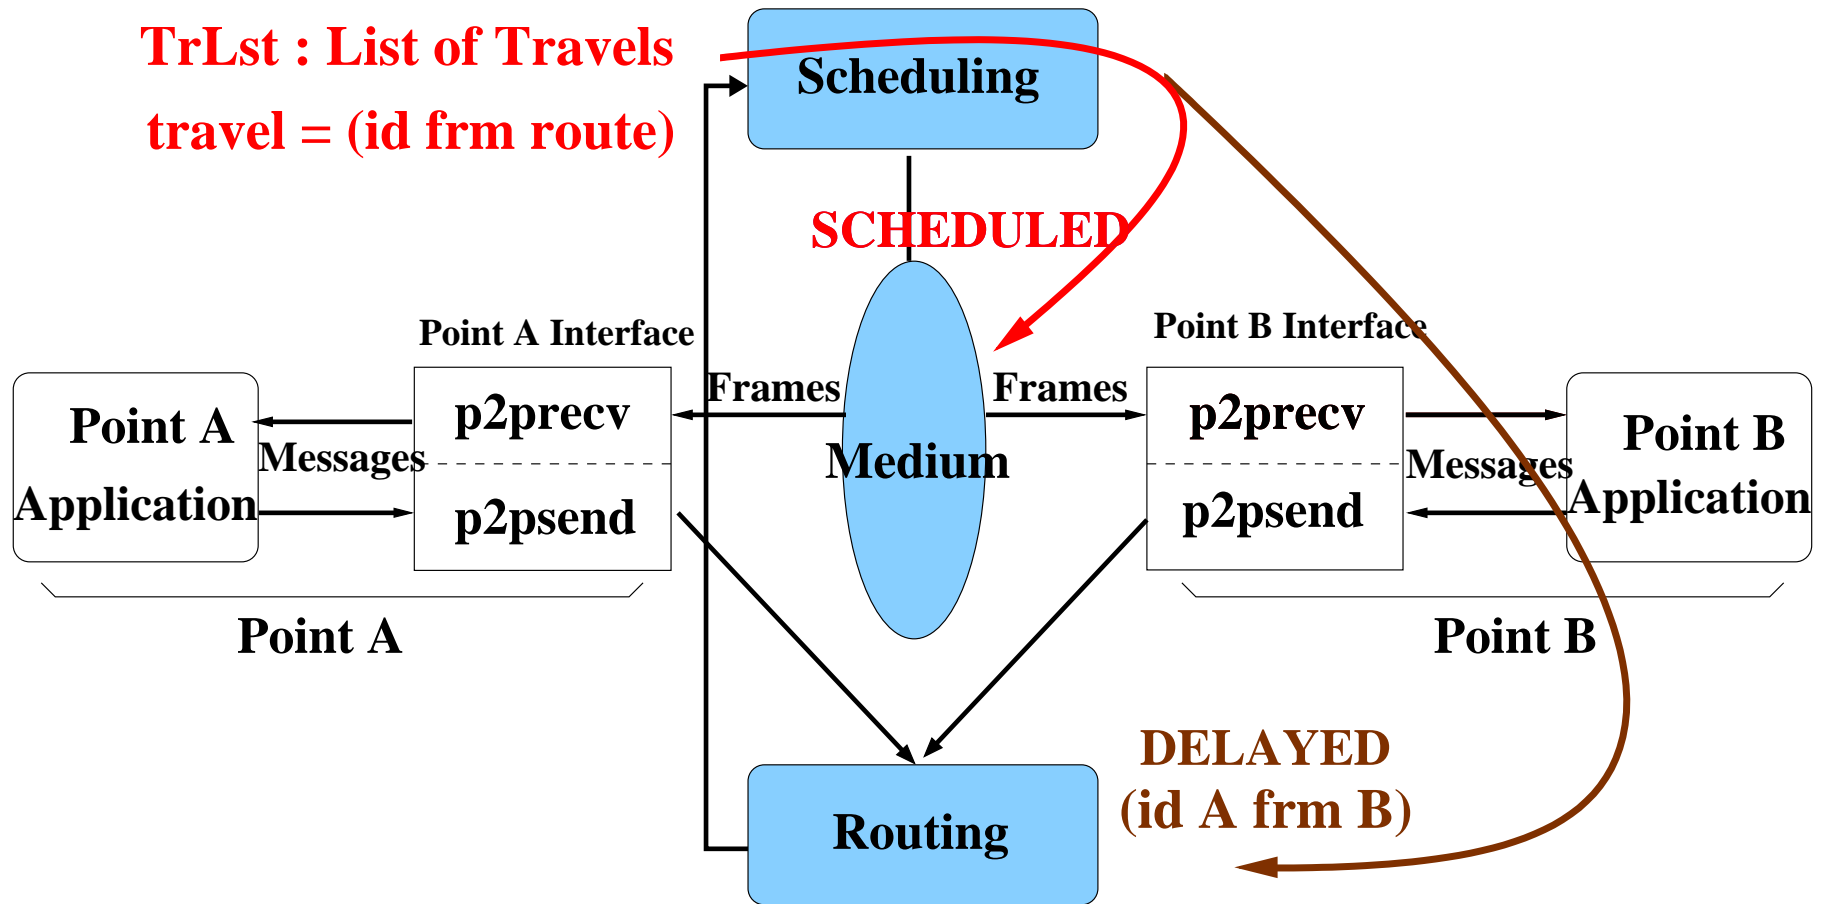 TrLst : List of Travels
travel = (id frm route)
Scheduling
SCHEDULED
Point A Interface
Point B Interface
Frames
Frames
Point A
Application
Messages
p2precv
p2psend
Medium
p2precv
p2psend
Messages
Point B
Application
Point A
Point B
DELAYED
(id A frm B)
Routing